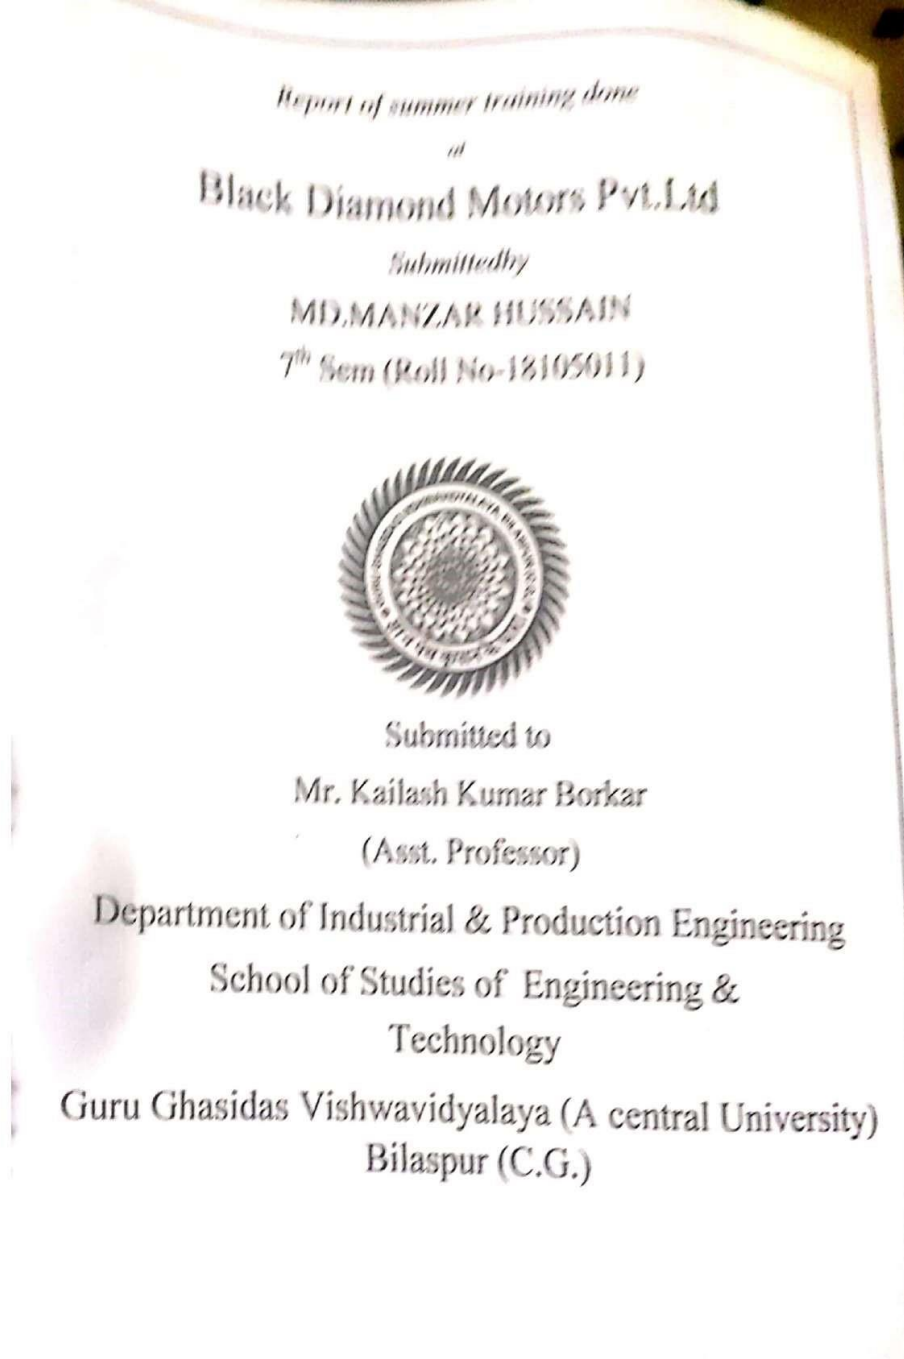 Report of summer training done
at
Black Diamond Motors Pvt.Ltd
Submittedby
MD.MANZAR HUSSAIN
7th Sem (Roll No-18105011)
Submitted to
Mr. Kailash Kumar Borkar
(Asst. Professor)
Department of Industrial & Production Engineering
School of Studies of Engineering &
Technology
Guru Ghasidas Vishwavidyalaya (A central University)
Bilaspur (C.G.)